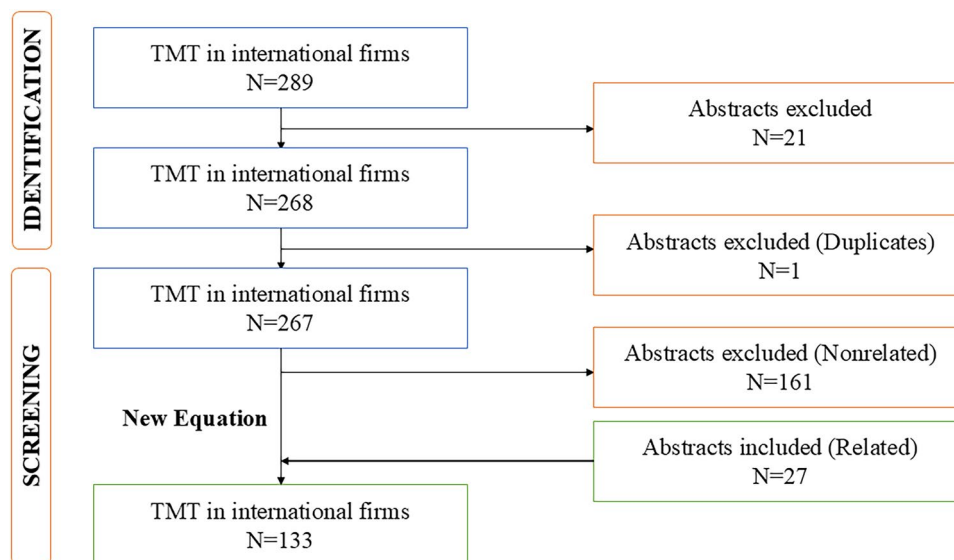 IDENTIFICATION
TMT in international firms
N=289
Abstracts excluded
N=21
TMT in international firms
N=268
Abstracts excluded (Duplicates)
N=1
SCREENING
TMT in international firms
N=267
Abstracts excluded (Nonrelated)
N=161
New Equation
Abstracts included (Related)
N=27
TMT in international firms
N=133